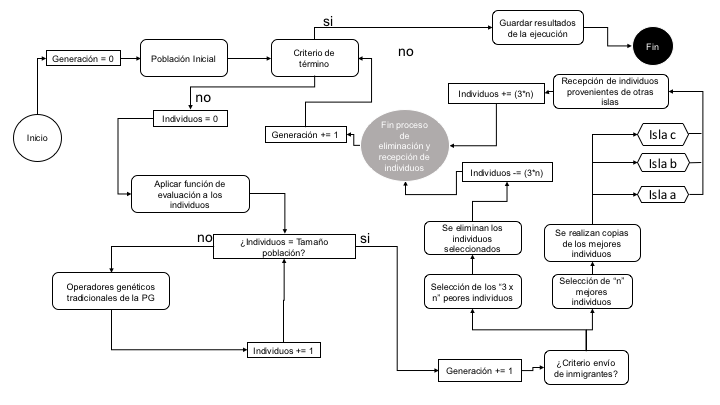 si
Guardar resultados
de la ejecución
Fin
Generación = 0
Población Inicial
Criterio de
término
no
no
Individuos = 0
Inicio
Individuos += (3*n)
Recepción de individuos
provenientes de otras
islas
Generación += 1
Fin proceso
de
eliminación y
recepción de
individuos
Isla c
Isla b
Isla a
Individuos -= (3*n)
Aplicar función de
evaluación a los
individuos
Se eliminan los
individuos
seleccionados
Se realizan copias
de los mejores
individuos
no
¿Individuos = Tamaño
población?
si
Operadores genéticos
tradicionales de la PG
Selección de los “3 x
n” peores individuos
Selección de “n”
mejores
individuos
Individuos += 1
Generación += 1
¿Criterio envío
de inmigrantes?